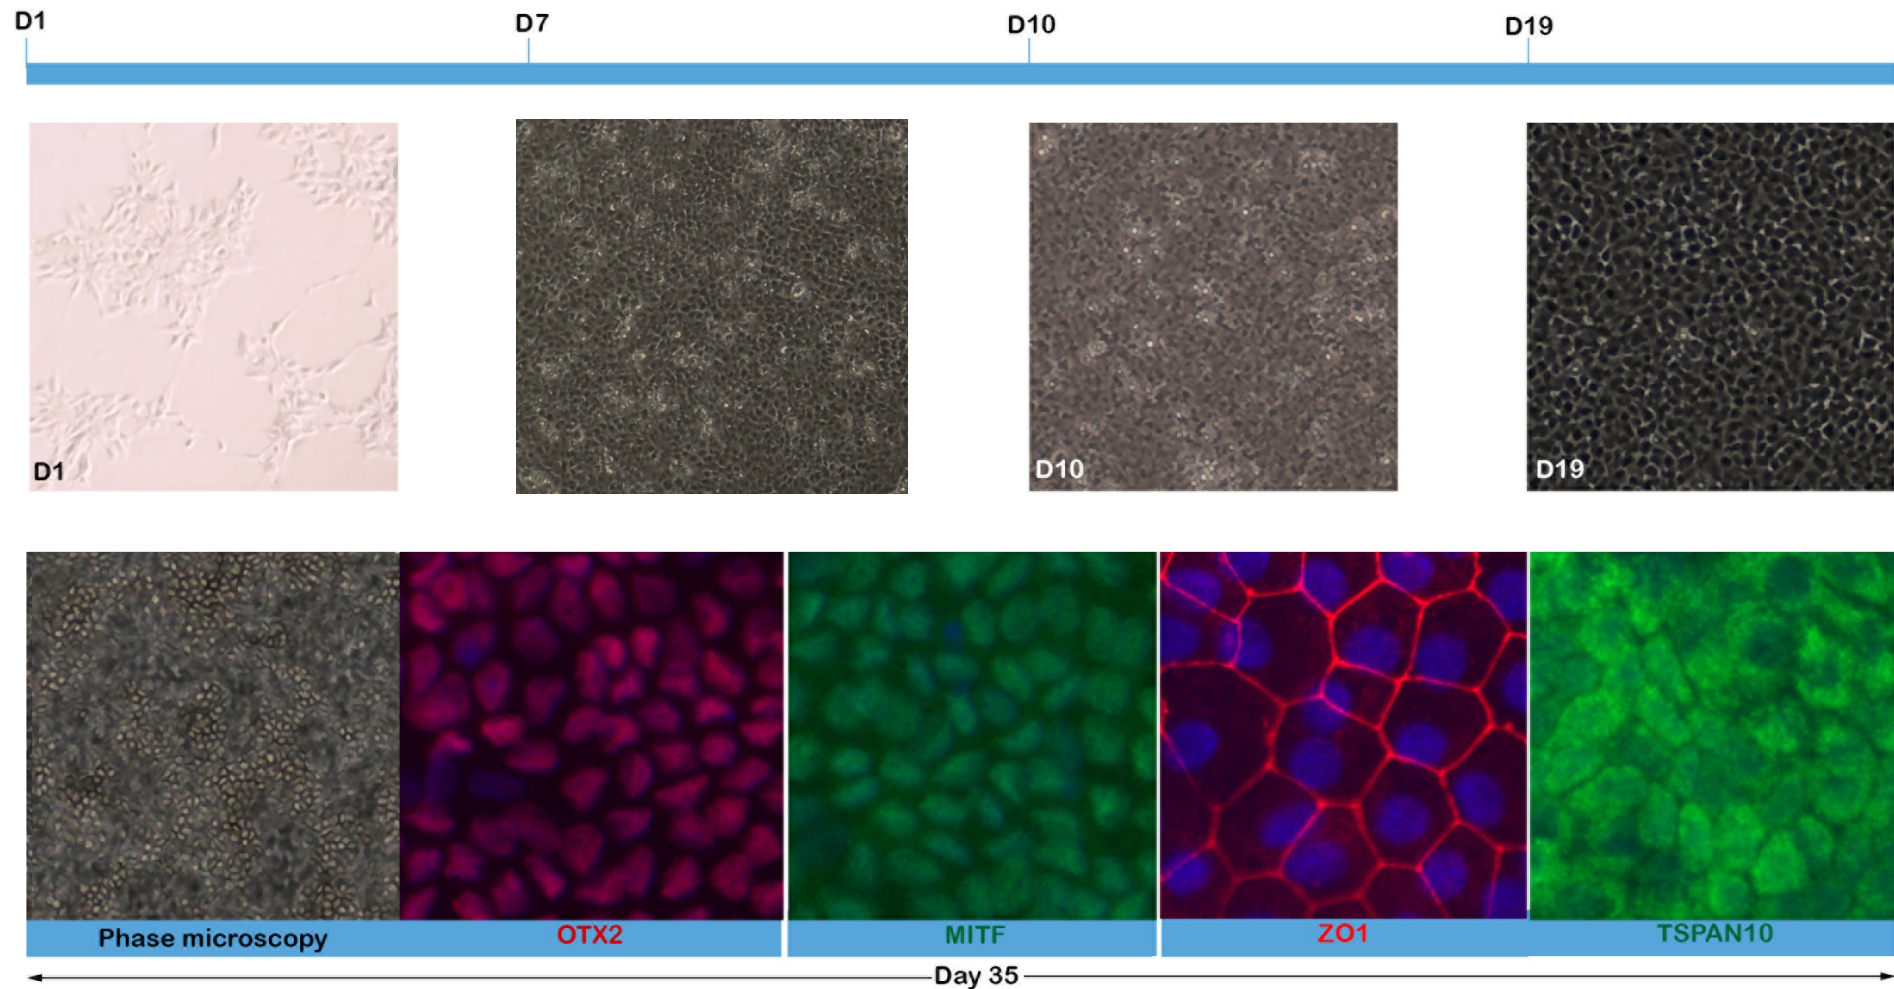 D1
D7
D10
D19
D1
D10
D19
Phase microscopy
OTX2
MITF
ZO1
TSPAN10
Day 35